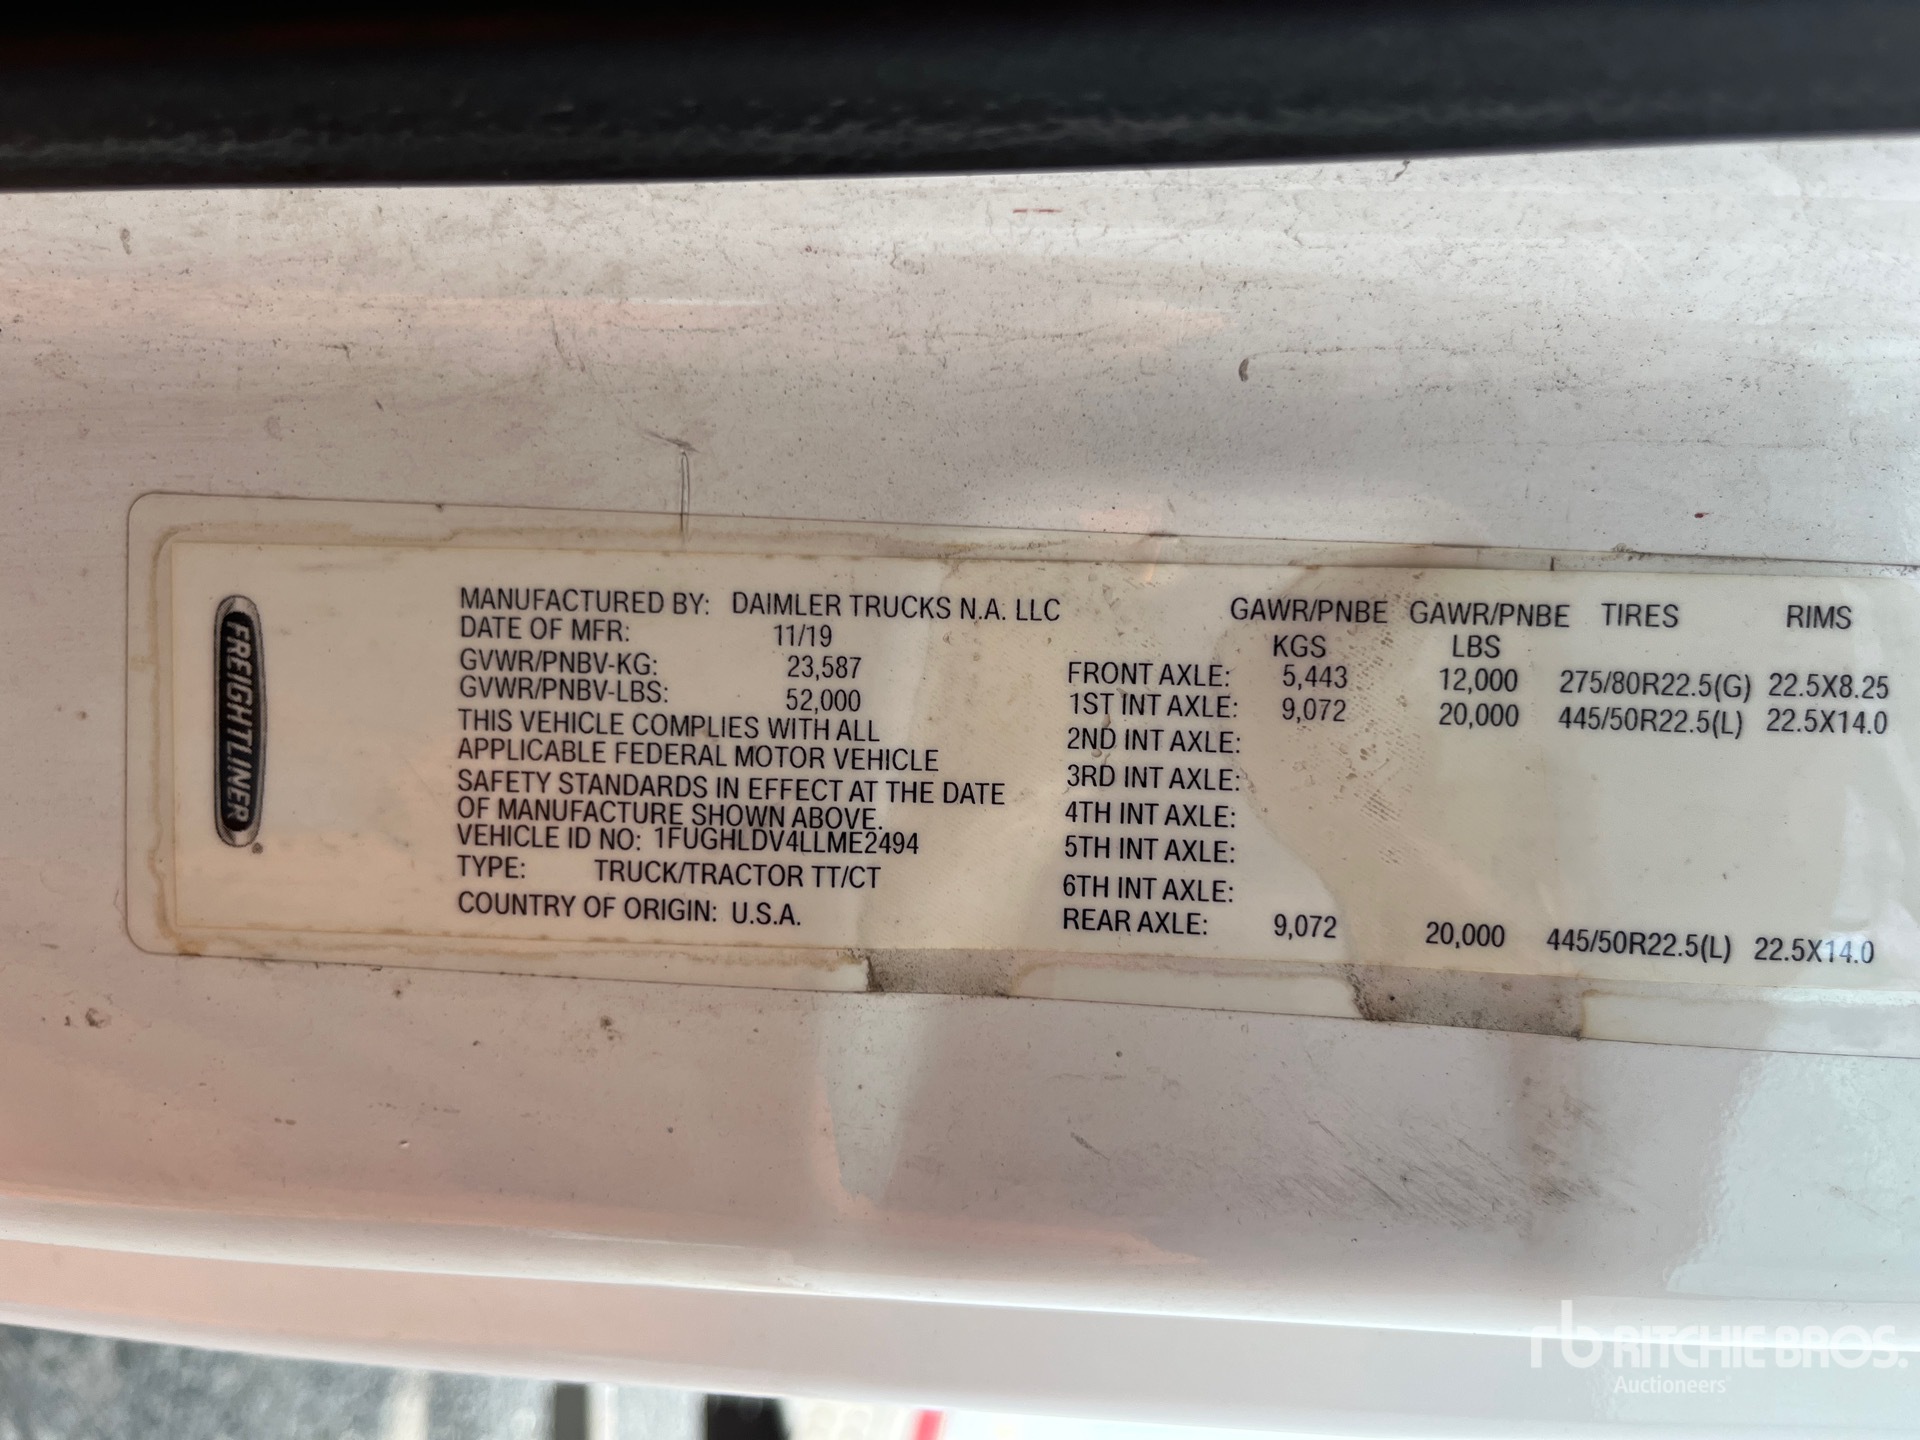 FREIGHTLINER
MANUFACTURED BY: DAIMLER TRUCKS N.A. LLC
DATE OF MFR: 11/19
GVWR/PNBV-KG: 23,587
GVWR/PNBV-LBS: 52,000
THIS VEHICLE COMPLIES WITH ALL
APPLICABLE FEDERAL MOTOR VEHICLE
SAFETY STANDARDS IN EFFECT AT THE DATE
OF MANUFACTURE SHOWN ABOVE.
VEHICLE ID NO: 1FUGHLDV4LLME2494
TYPE: TRUCK/TRACTOR TT/CT
COUNTRY OF ORIGIN: U.S.A.
GAWR/PNBE GAWR/PNBE TIRES RIMS
KGS LBS
FRONT AXLE: 5,443 12,000 275/80R22.5(G) 22.5X8.25
1ST INT AXLE: 9,072 20,000 445/50R22.5(L) 22.5X14.0
2ND INT AXLE:
3RD INT AXLE:
4TH INT AXLE:
5TH INT AXLE:
6TH INT AXLE:
REAR AXLE: 9,072 20,000 445/50R22.5(L) 22.5X14.0
rb RITCHIE BROS.
Auctioneers